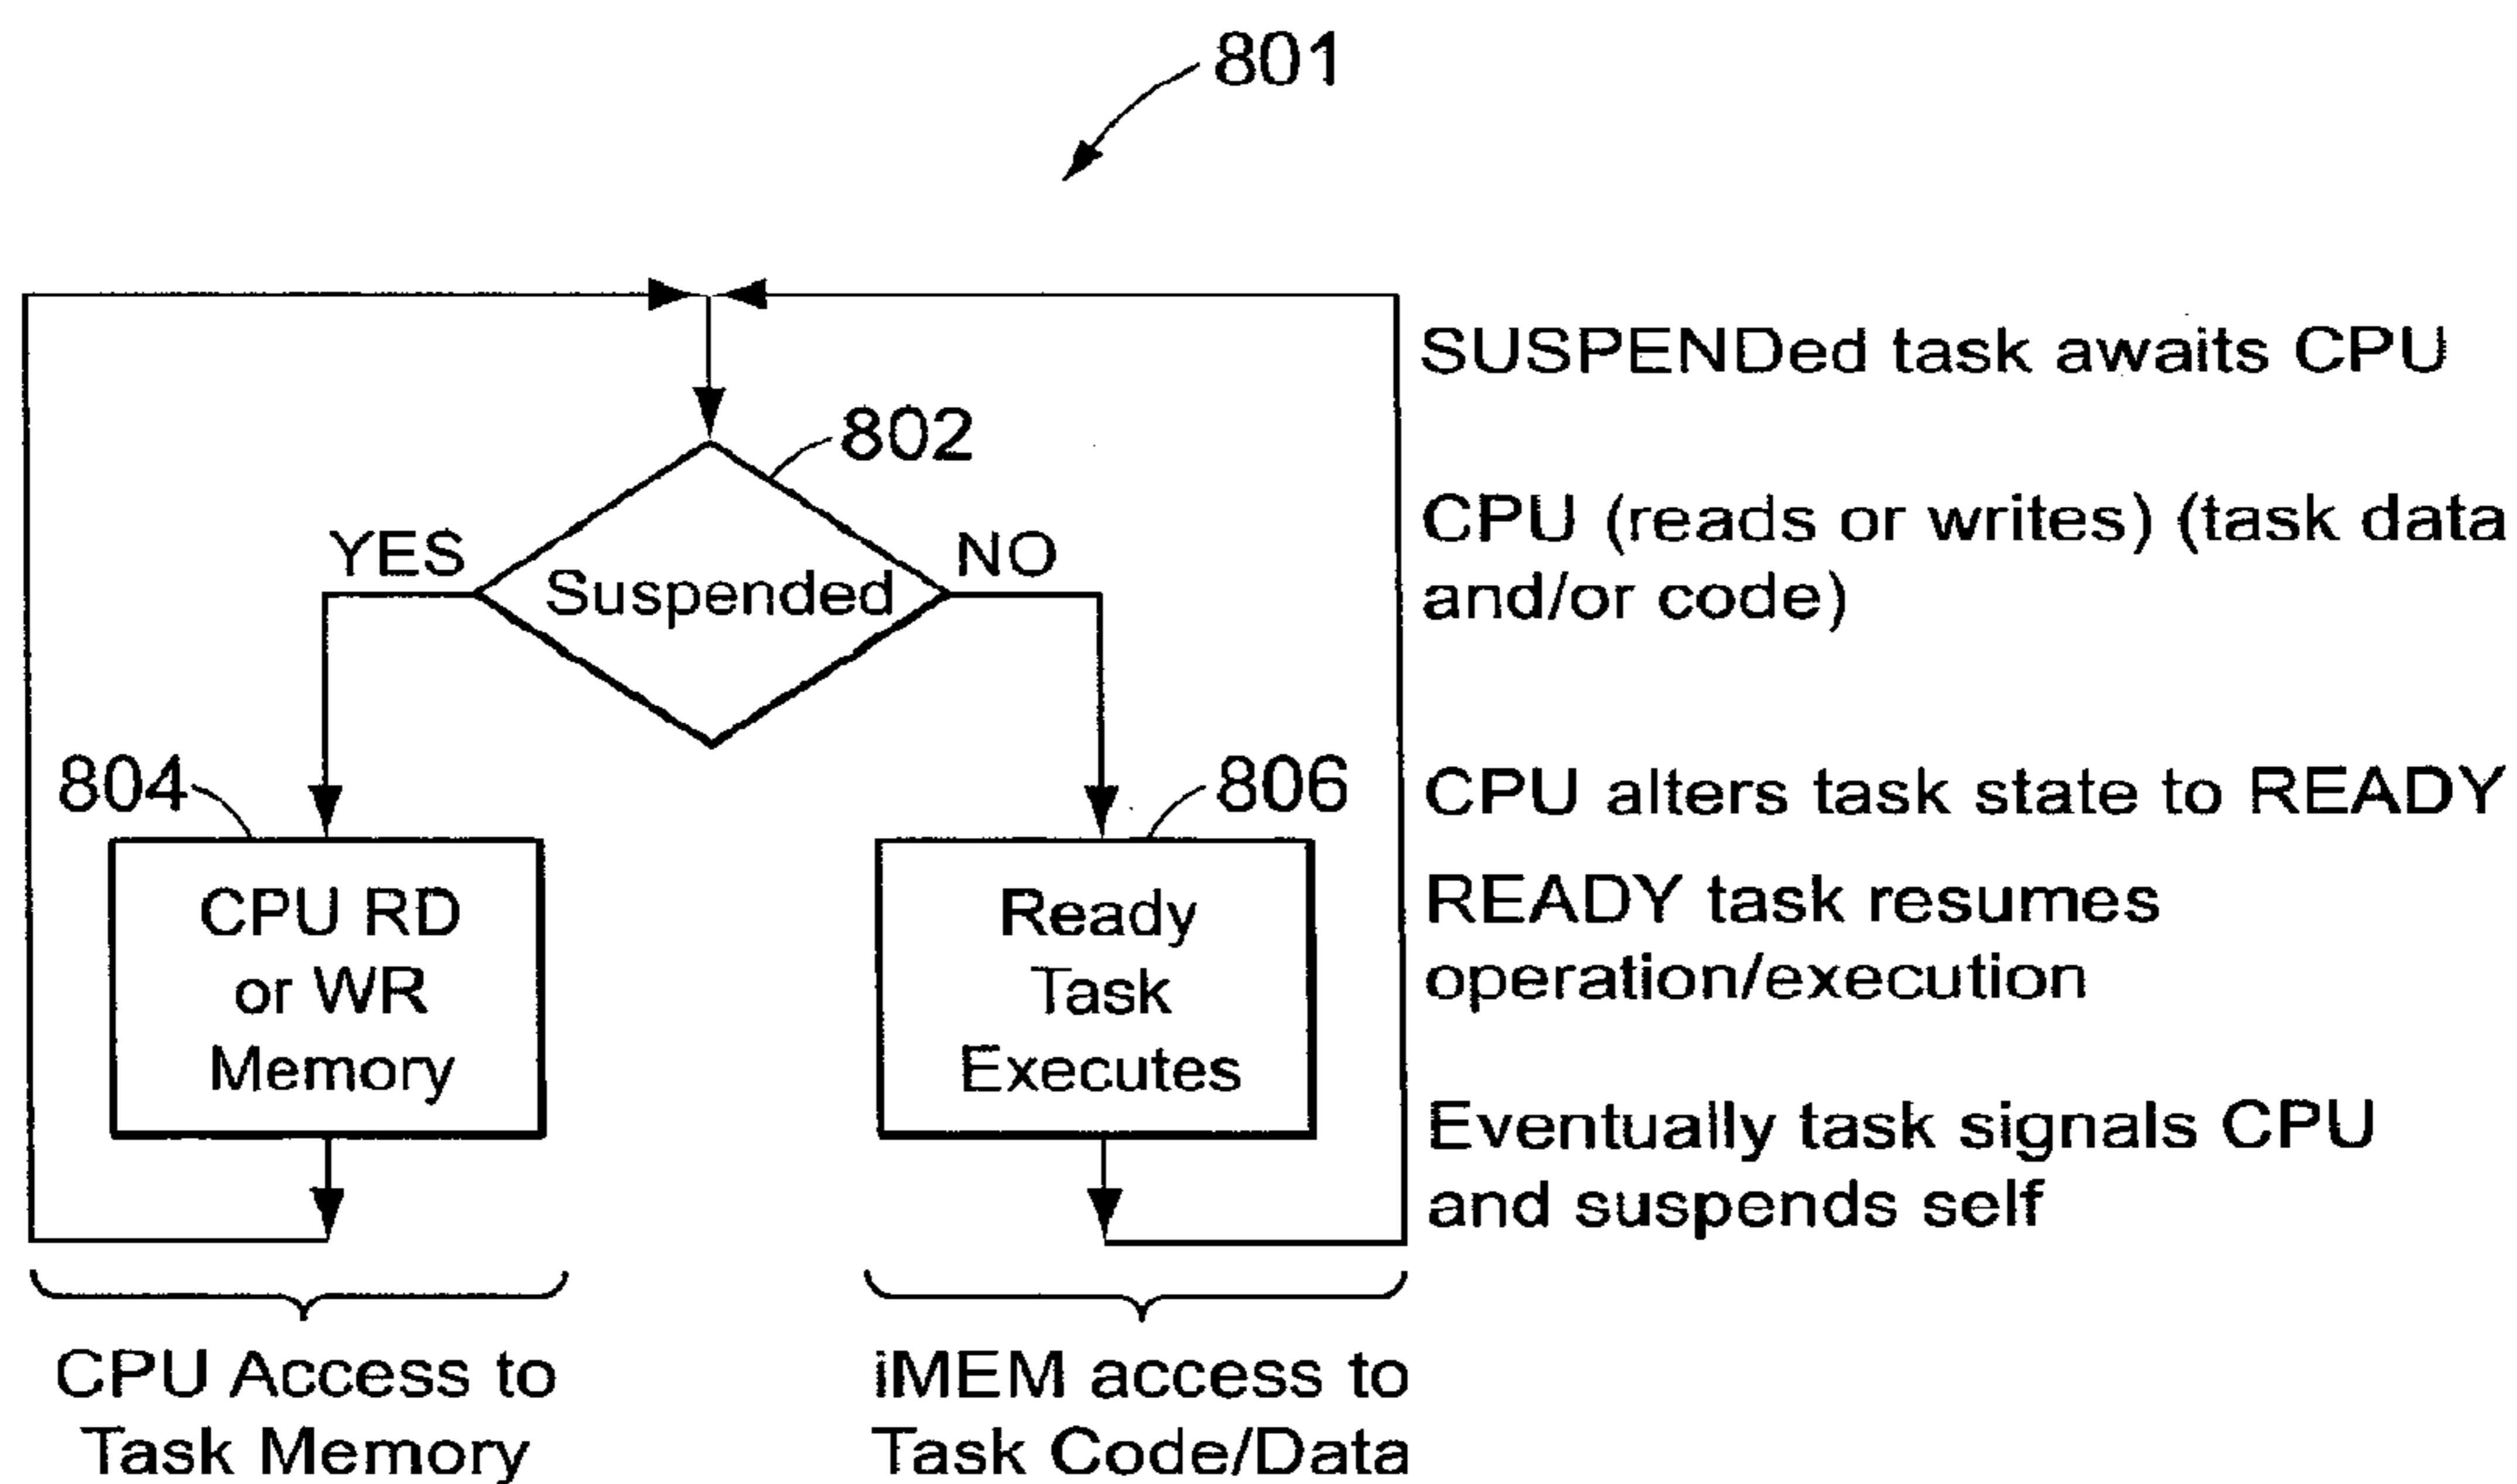 801
802
YES
NO
Suspended
804
806
CPU RD
or WR
Memory
Ready
Task
Executes
CPU Access to
Task Memory
iMEM access to
Task Code/Data
SUSPENDed task awaits CPU
CPU (reads or writes) (task data
and/or code)
CPU alters task state to READY
READY task resumes
operation/execution
Eventually task signals CPU
and suspends self